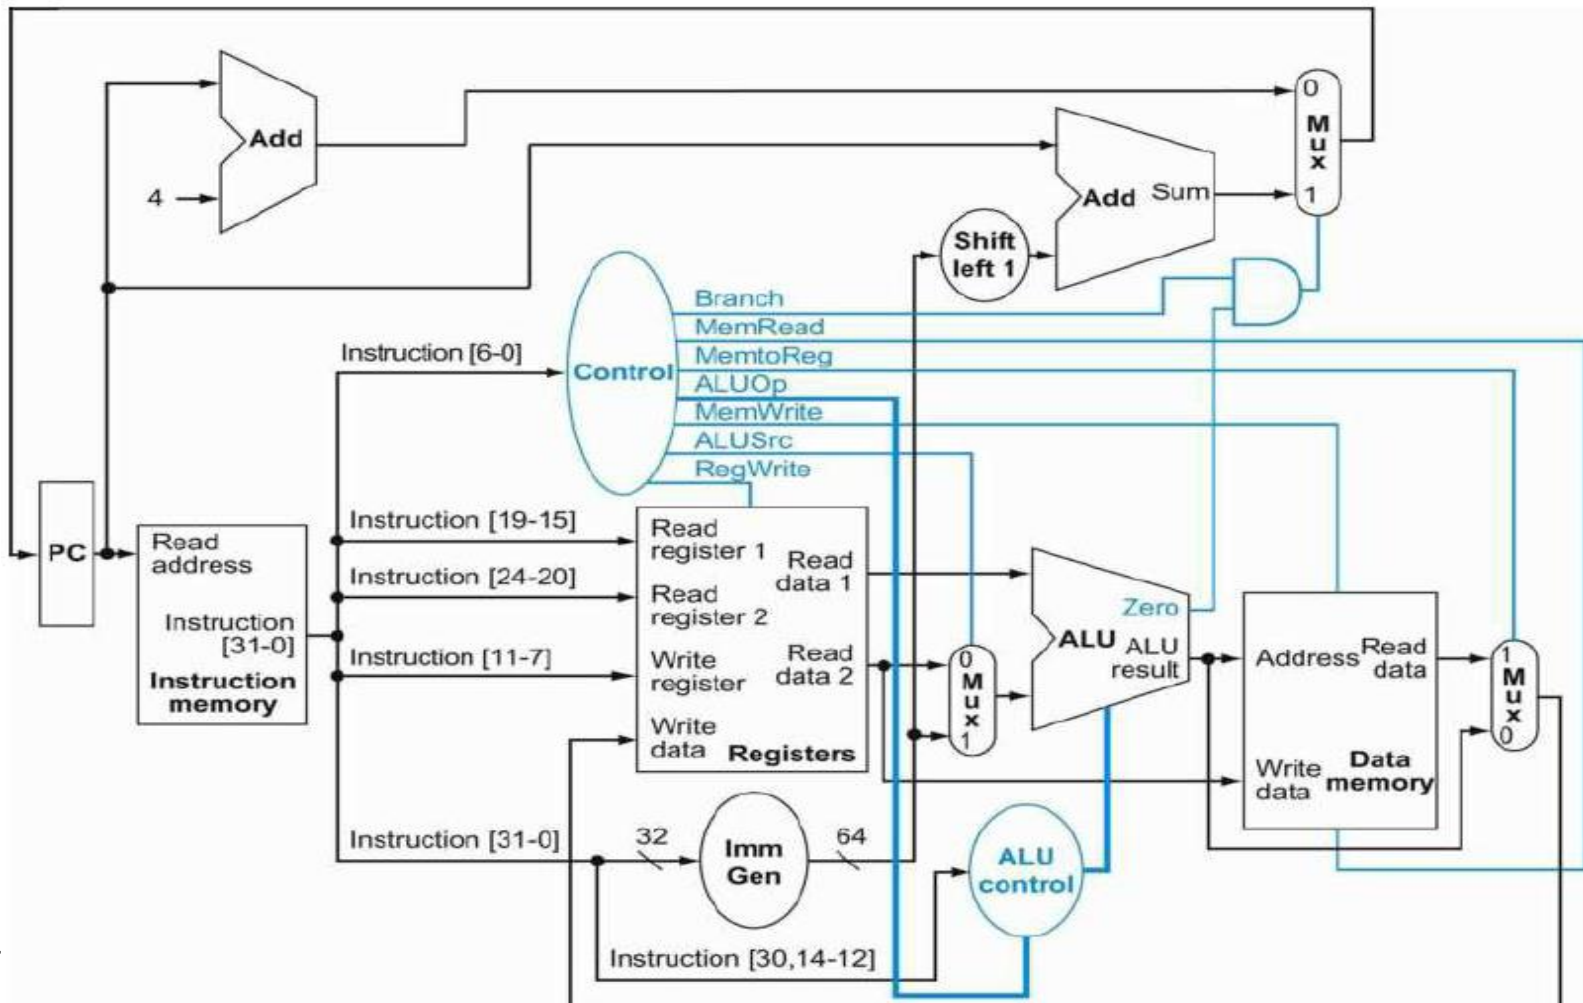 0
Mux
1
Add
4
Add Sum
Shift
left 1
Branch
MemRead
MemtoReg
ALUOp
MemWrite
ALUSrc
RegWrite
Control
Instruction [6-0]
PC
Read
address
Instruction
[31-0]
Instruction
memory
Instruction [19-15]
Instruction [24-20]
Instruction [11-7]
Instruction [31-0]
Read
register 1
Read
register 2
Write
register
Write
data
Read
data 1
Read
data 2
Registers
0
Mux
1
Zero
ALU
ALU
result
Address
Read
data
Write
data
Data
memory
1
Mux
0
32
Imm
Gen
64
ALU
control
Instruction [30,14-12]